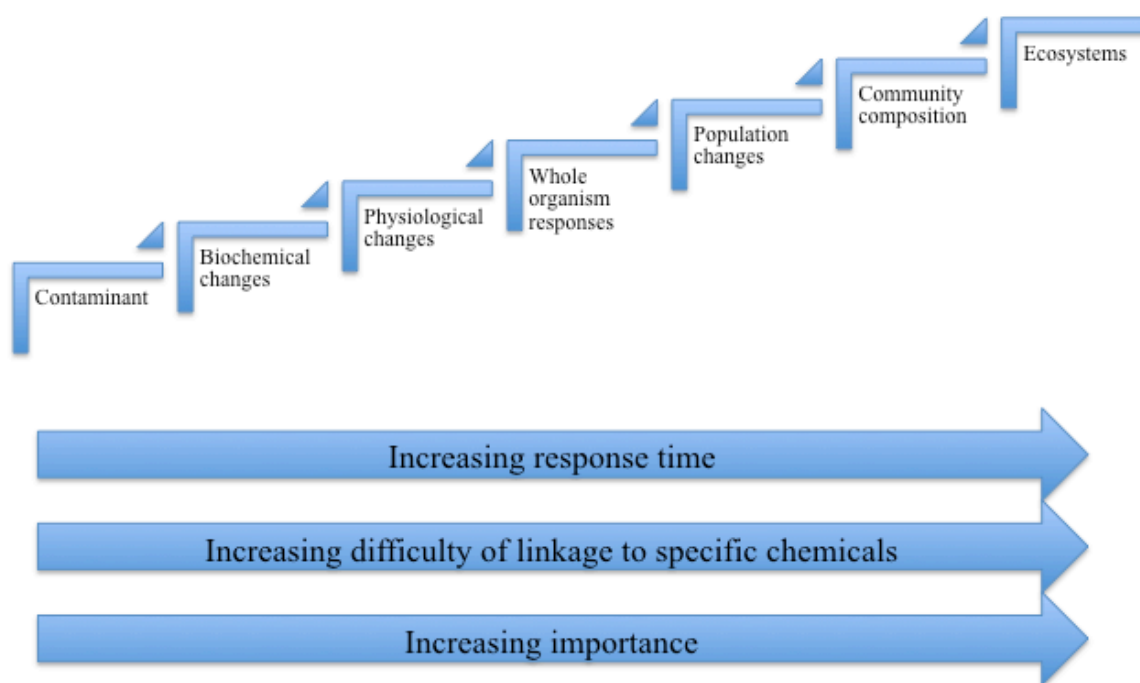 Contaminant
Biochemical
changes
Physiological
changes
Whole
organism
responses
Population
changes
Community
composition
Ecosystems
Increasing response time
Increasing difficulty of linkage to specific chemicals
Increasing importance